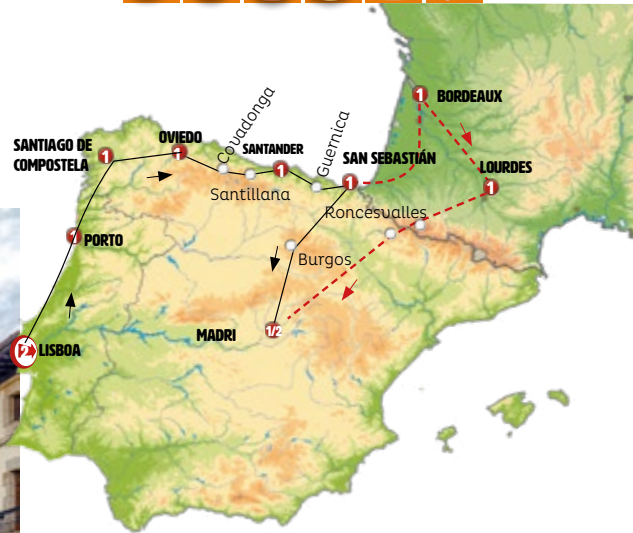 1
BORDEAUX
Covadonga
OVIEDO
1
SANTANDER
1
Guernica
SANTIAGO DE
COMPOSTELA
1
SAN SEBASTIÁN
1
LOURDES
1
Santillana
Roncesvalles
1
PORTO
Burgos
MADRI
1/2
2
LISBOA